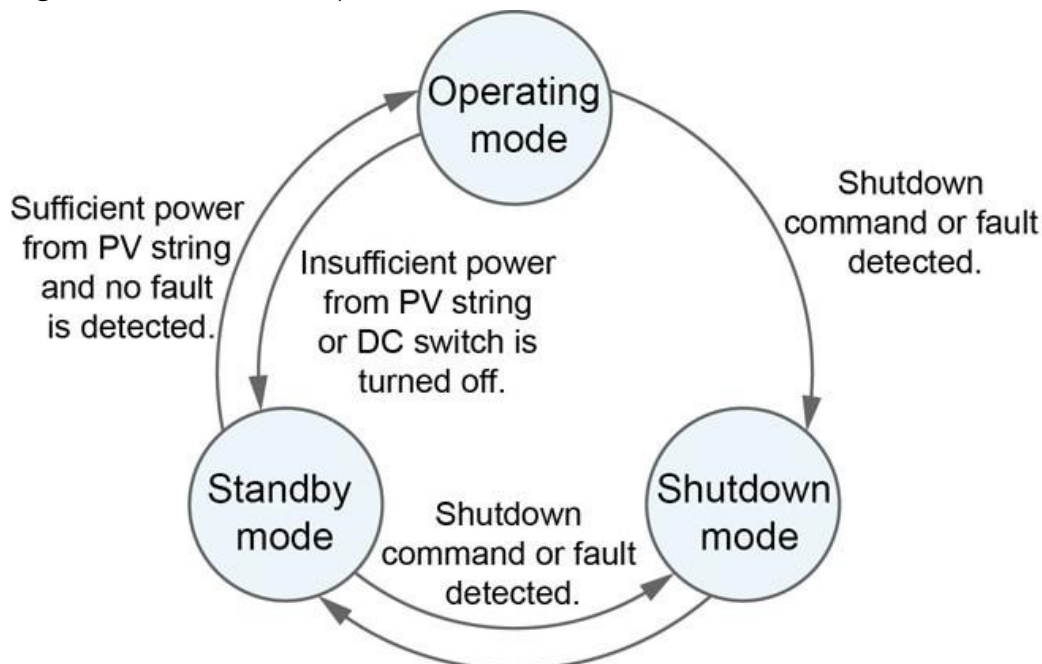 Operating
mode
Sufficient power
from PV string
and no fault
is detected.
Insufficient power
from PV string
or DC switch is
turned off.
Shutdown
command or fault
detected.
Standby
mode
Shutdown
command or fault
detected.
Shutdown
mode